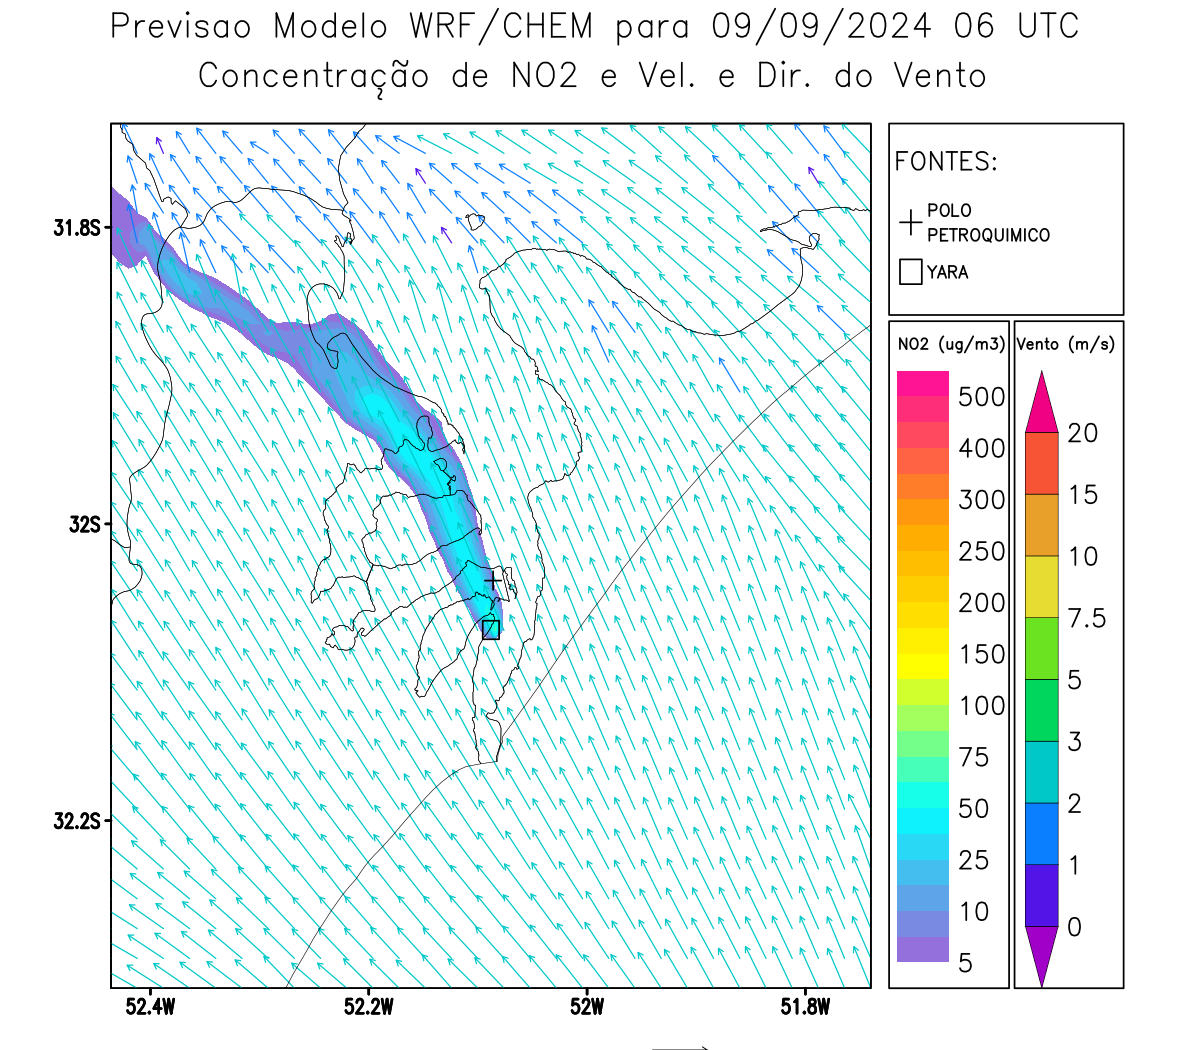 Previsao Modelo WRF/CHEM para 09/09/2024 06 UTC
Concentração de NO2 e Vel. e Dir. do Vento
FONTES:
POLO
PETROQUIMICO
YARA
NO2 (ug/m3)
500
400
300
250
200
150
100
75
50
25
10
5
Vento (m/s)
20
15
10
7.5
5
3
2
1
0
31.8S
32S
32.2S
52.4W
52.2W
52W
51.8W